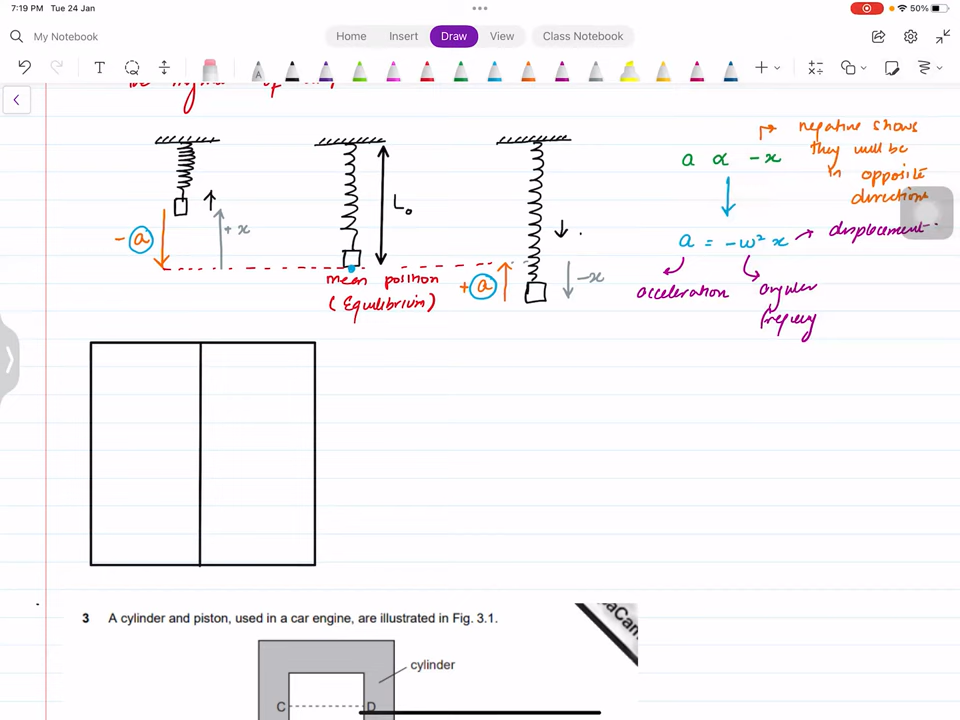 7:19 PM Tue 24 Jan
50%
My Notebook
Home Insert Draw View Class Notebook
negative shows
they will be
in opposite
directions
a α -x
+x
L₀
-a
a = -ω² x → displacement
mean position
(Equilibrium)
+a
-x
acceleration
angular
3 A cylinder and piston, used in a car engine, are illustrated in Fig. 3.1.
cylinder
C D